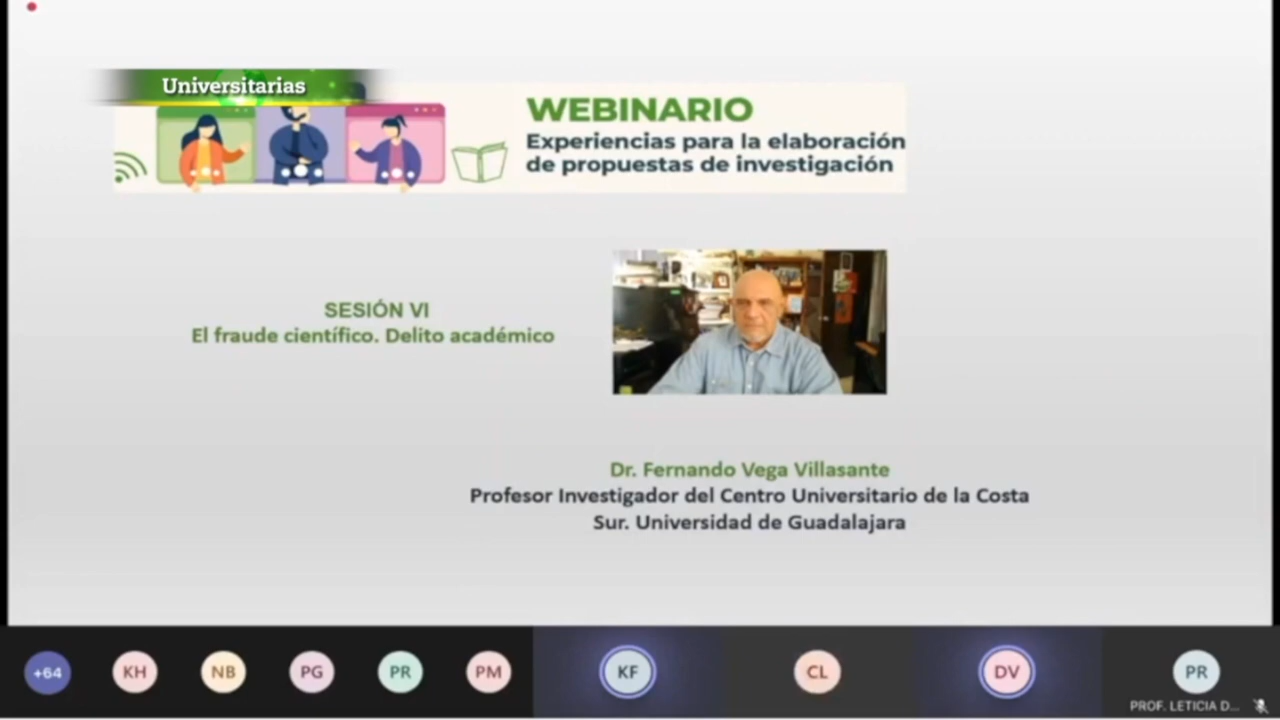 Universitarias
WEBINARIO
Experiencias para la elaboración
de propuestas de investigación
SESIÓN VI
El fraude científico. Delito académico
Dr. Fernando Vega Villasante
Profesor Investigador del Centro Universitario de la Costa
Sur. Universidad de Guadalajara
+64
KH
NB
PG
PR
PM
KF
CL
DV
PR
PROF. LETICIA D...